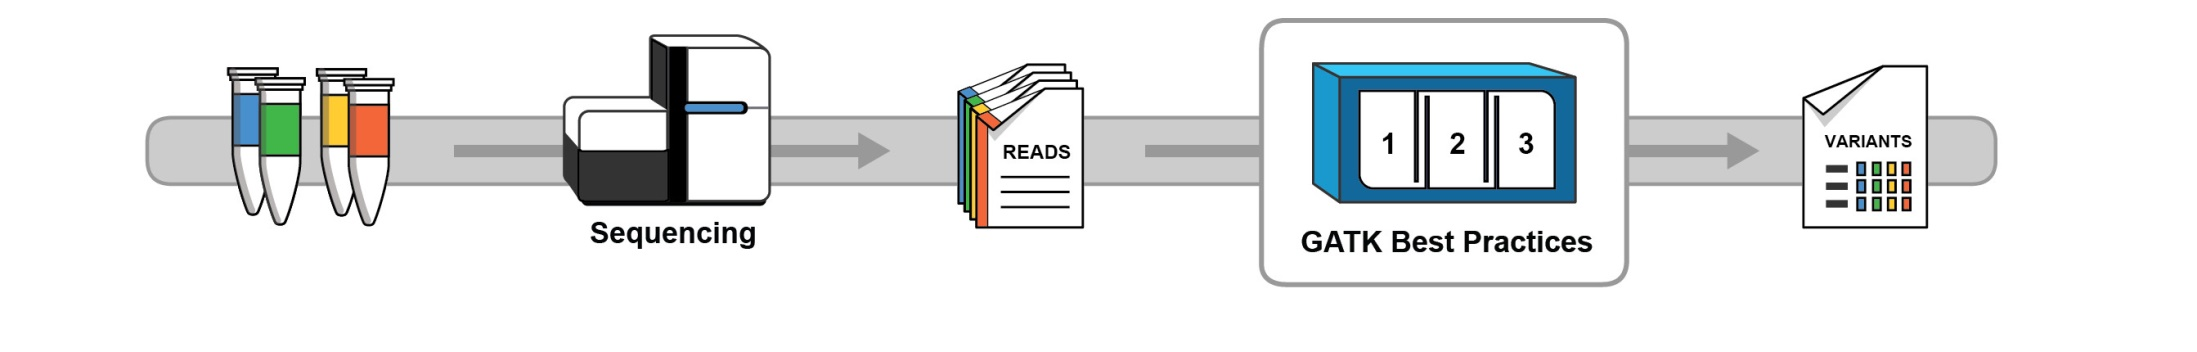 Sequencing
READS
1 2 3
GATK Best Practices
VARIANTS